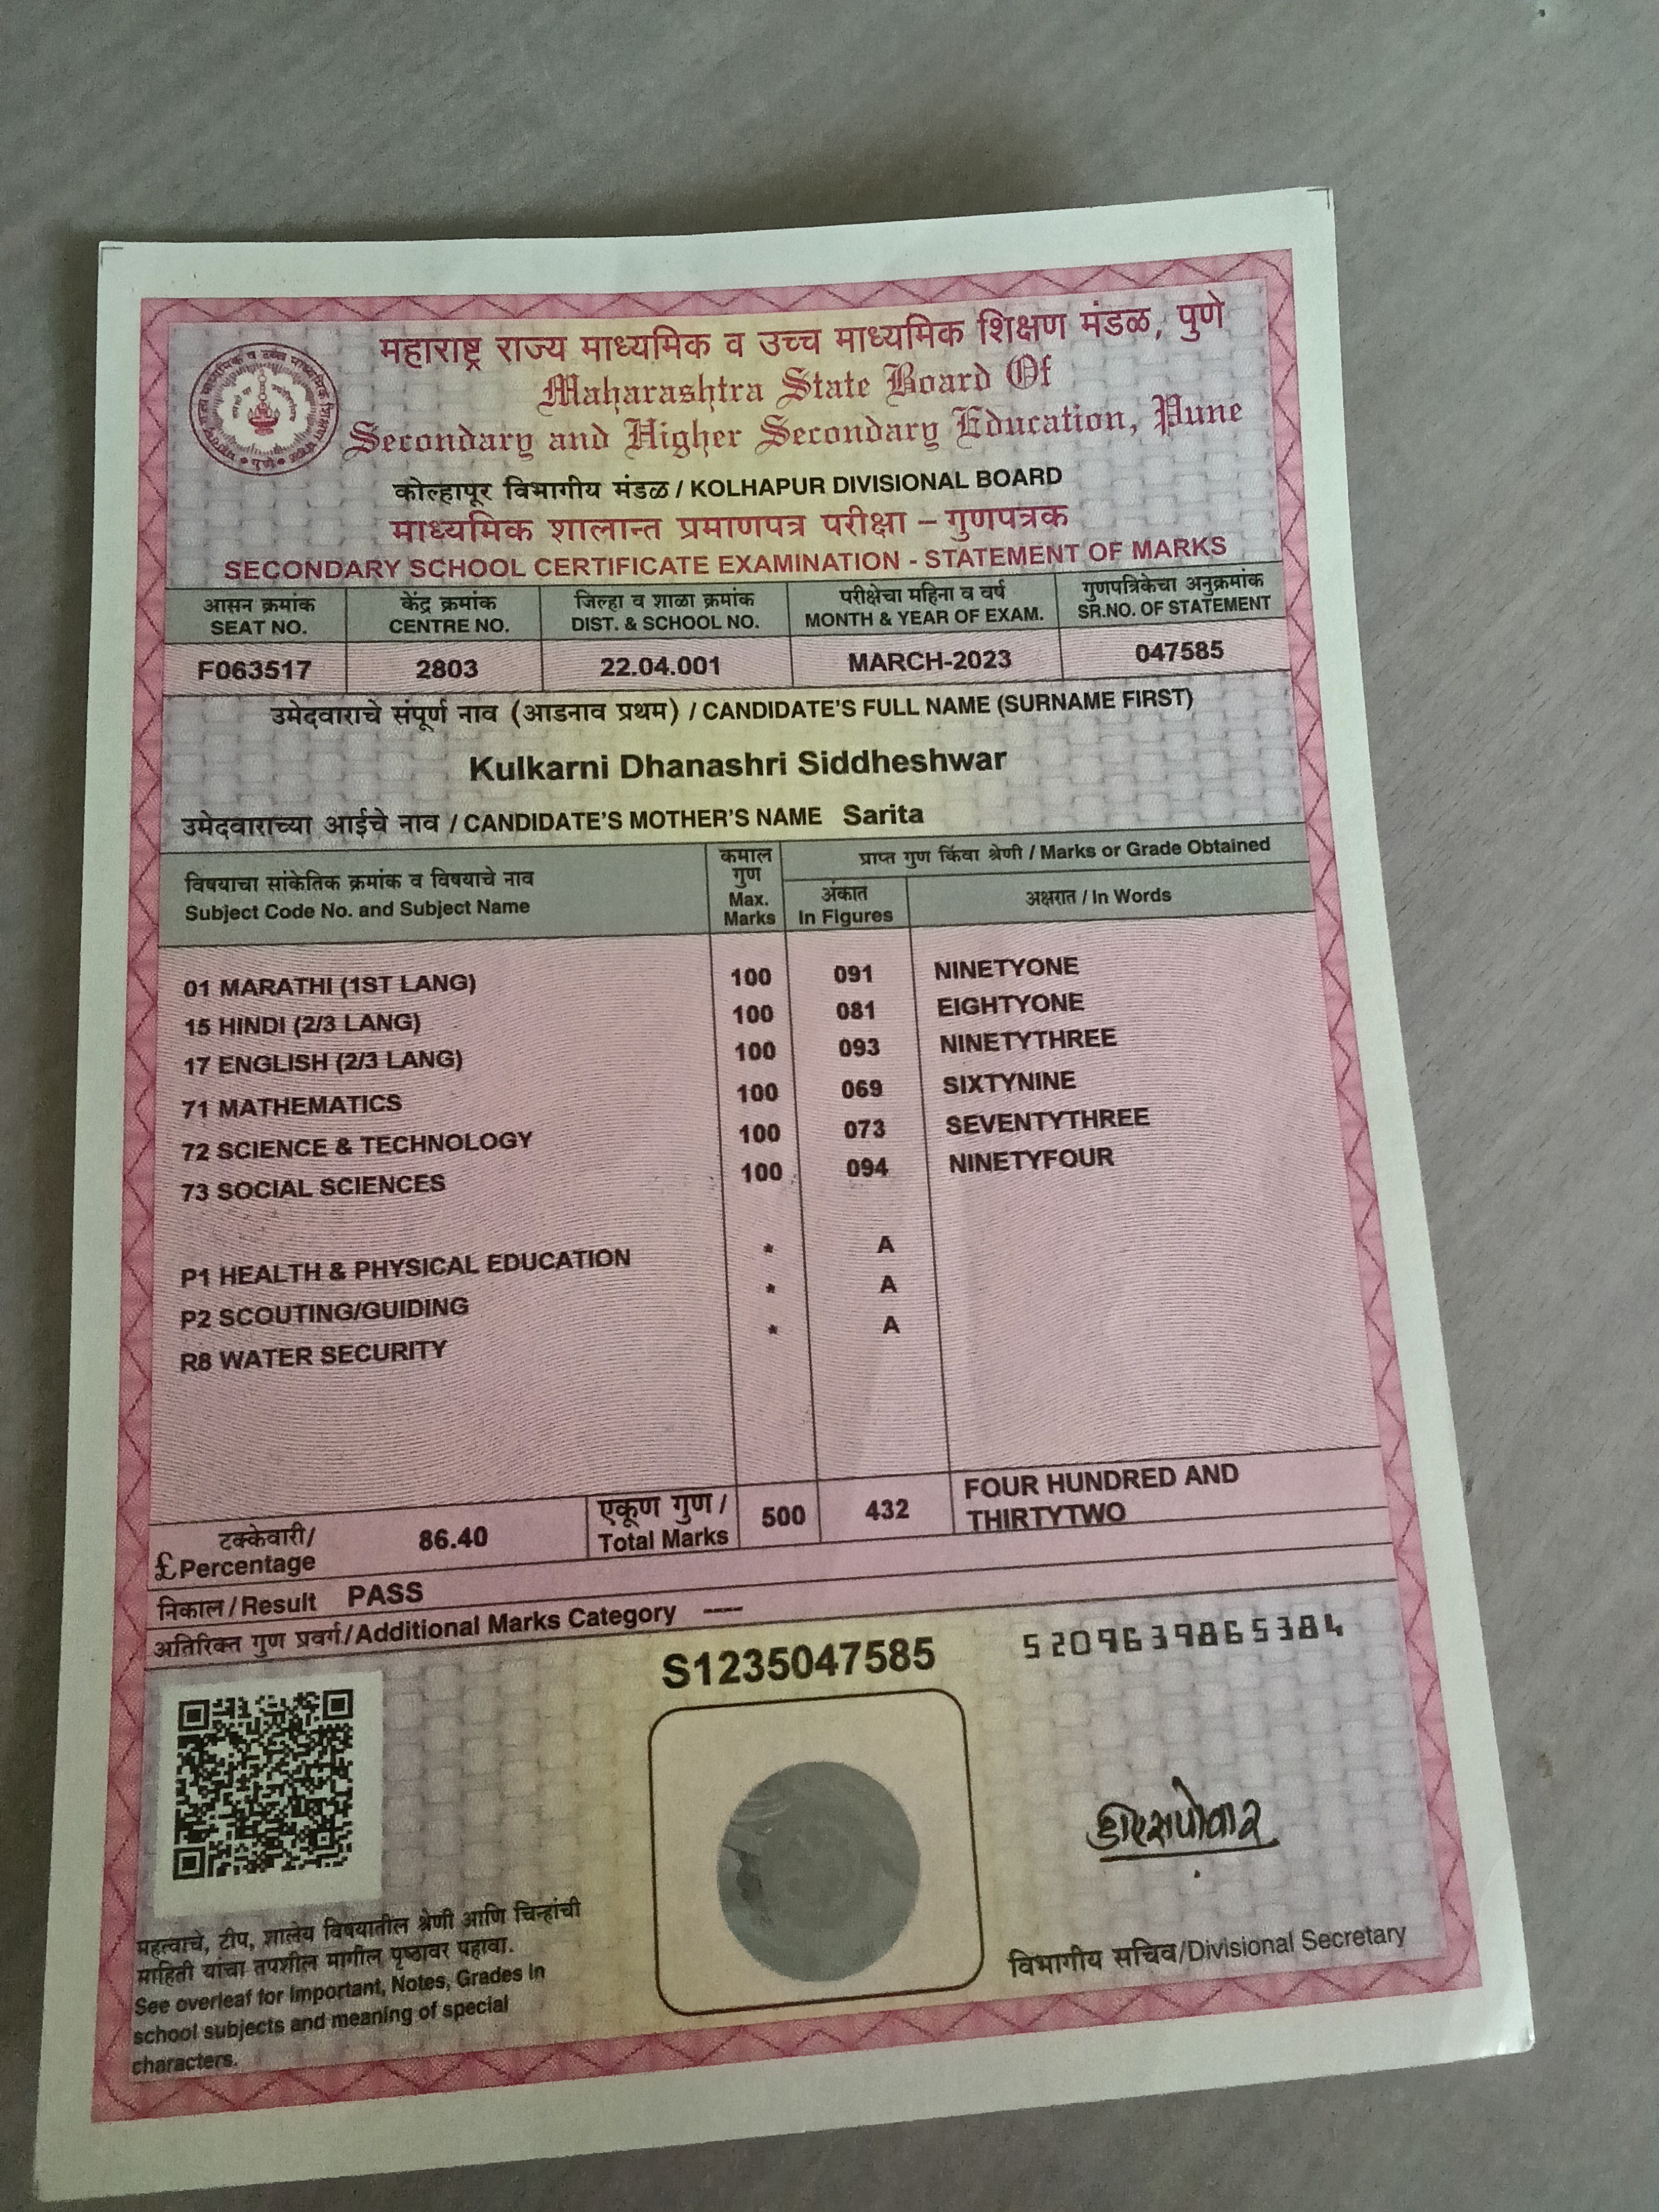 महाराष्ट्र राज्य माध्यमिक व उच्च माध्यमिक शिक्षण मंडळ, पुणे
Maharashtra State Board Of
Secondary and Higher Secondary Education, Pune
कोल्हापूर विभागीय मंडळ / KOLHAPUR DIVISIONAL BOARD
माध्यमिक शालान्त प्रमाणपत्र परीक्षा – गुणपत्रक
SECONDARY SCHOOL CERTIFICATE EXAMINATION - STATEMENT OF MARKS
आसन क्रमांक केंद्र क्रमांक जिल्हा व शाळा क्रमांक परीक्षेचा महिना व वर्ष गुणपत्रिकेचा अनुक्रमांक
SEAT NO. CENTRE NO. DIST. & SCHOOL NO. MONTH & YEAR OF EXAM. SR.NO. OF STATEMENT
F063517 2803 22.04.001 MARCH-2023 047585
उमेदवाराचे संपूर्ण नाव (आडनाव प्रथम) / CANDIDATE'S FULL NAME (SURNAME FIRST)
Kulkarni Dhanashri Siddheshwar
उमेदवाराच्या आईचे नाव / CANDIDATE'S MOTHER'S NAME Sarita
विषयाचा सांकेतिक क्रमांक व विषयाचे नाव
Subject Code No. and Subject Name
कमाल
गुण
Max.
Marks
प्राप्त गुण किंवा श्रेणी / Marks or Grade Obtained
अंकात
In Figures
अक्षरात / In Words
01 MARATHI (1ST LANG) 100 091 NINETYONE
15 HINDI (2/3 LANG) 100 081 EIGHTYONE
17 ENGLISH (2/3 LANG) 100 093 NINETYTHREE
71 MATHEMATICS 100 069 SIXTYNINE
72 SCIENCE & TECHNOLOGY 100 073 SEVENTYTHREE
73 SOCIAL SCIENCES 100 094 NINETYFOUR
P1 HEALTH & PHYSICAL EDUCATION * A
P2 SCOUTING/GUIDING * A
R8 WATER SECURITY * A
टक्केवारी/
£Percentage
86.40
एकूण गुण /
Total Marks
500 432
FOUR HUNDRED AND
THIRTYTWO
निकाल/Result PASS
अतिरिक्त गुण प्रवर्ग/Additional Marks Category ----
S1235047585
5209639865384
महत्वाचे, टीप, शालेय विषयातील श्रेणी आणि चिन्हांची
माहिती यांचा तपशील मागील पृष्ठावर पहावा.
See overleaf for Important, Notes, Grades in
school subjects and meaning of special
characters.
विभागीय सचिव/Divisional Secretary